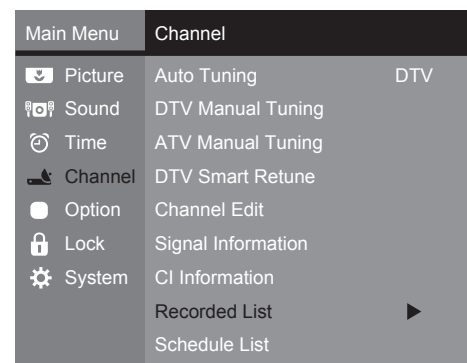 Main Menu Channel
Picture Auto Tuning DTV
Sound DTV Manual Tuning
Time ATV Manual Tuning
Channel DTV Smart Retune
Option Channel Edit
Lock Signal Information
System CI Information
Recorded List
Schedule List